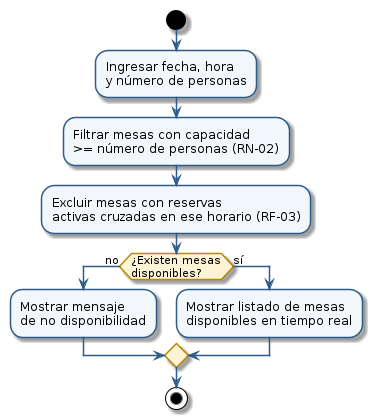 Ingresar fecha, hora
y número de personas
Filtrar mesas con capacidad
>= número de personas (RN-02)
Excluir mesas con reservas
activas cruzadas en ese horario (RF-03)
no
¿Existen mesas
disponibles?
sí
Mostrar mensaje
de no disponibilidad
Mostrar listado de mesas
disponibles en tiempo real